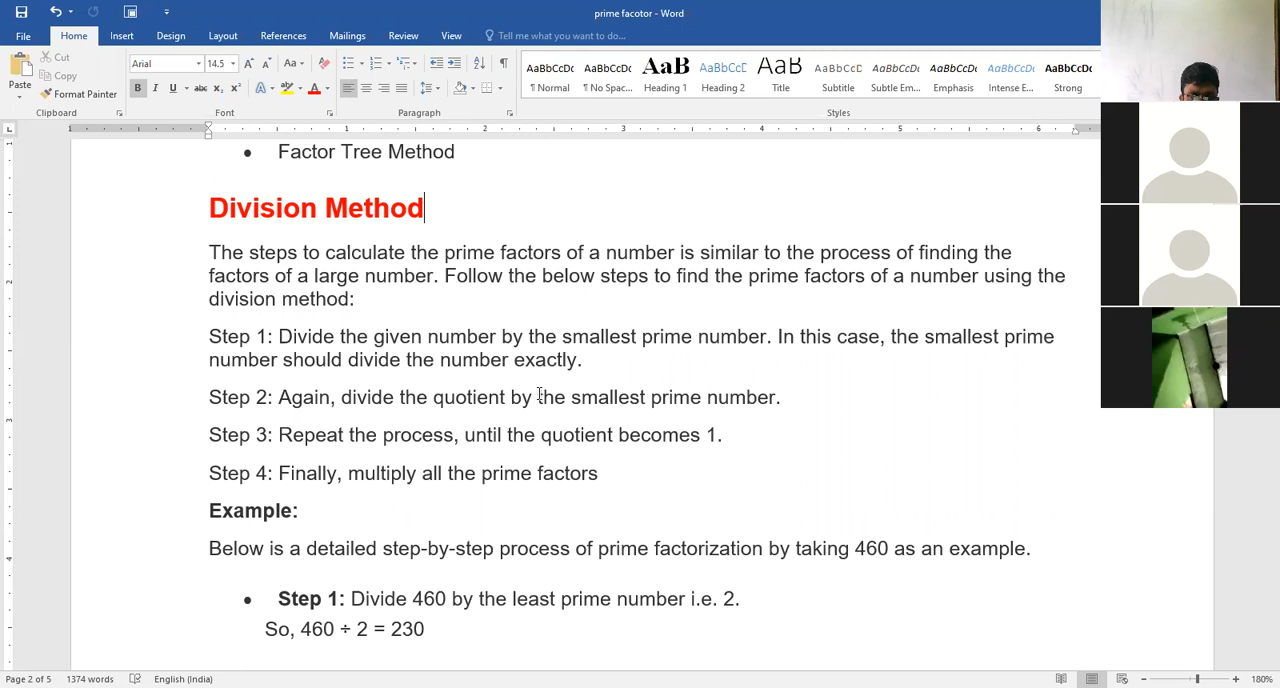 prime facotor - Word
File Home Insert Design Layout References Mailings Review View Tell me what you want to do...
Cut
Copy
Format Painter
Paste
Arial 14.5
Clipboard Font Paragraph Styles
AaBbCcDc AaBbCcDc AaB AaBbCcD AaB AaBbCcD AaBbCcDc AaBbCcDc AaBbCcDc AaBbCcDc
¶ Normal ¶ No Spac... Heading 1 Heading 2 Title Subtitle Subtle Em... Emphasis Intense E... Strong
1 1 2 3 4 5 6
• Factor Tree Method
Division Method
The steps to calculate the prime factors of a number is similar to the process of finding the
factors of a large number. Follow the below steps to find the prime factors of a number using the
division method:
Step 1: Divide the given number by the smallest prime number. In this case, the smallest prime
number should divide the number exactly.
Step 2: Again, divide the quotient by the smallest prime number.
Step 3: Repeat the process, until the quotient becomes 1.
Step 4: Finally, multiply all the prime factors
Example:
Below is a detailed step-by-step process of prime factorization by taking 460 as an example.
• Step 1: Divide 460 by the least prime number i.e. 2.
So, 460 ÷ 2 = 230
Page 2 of 5 1374 words English (India) 180%